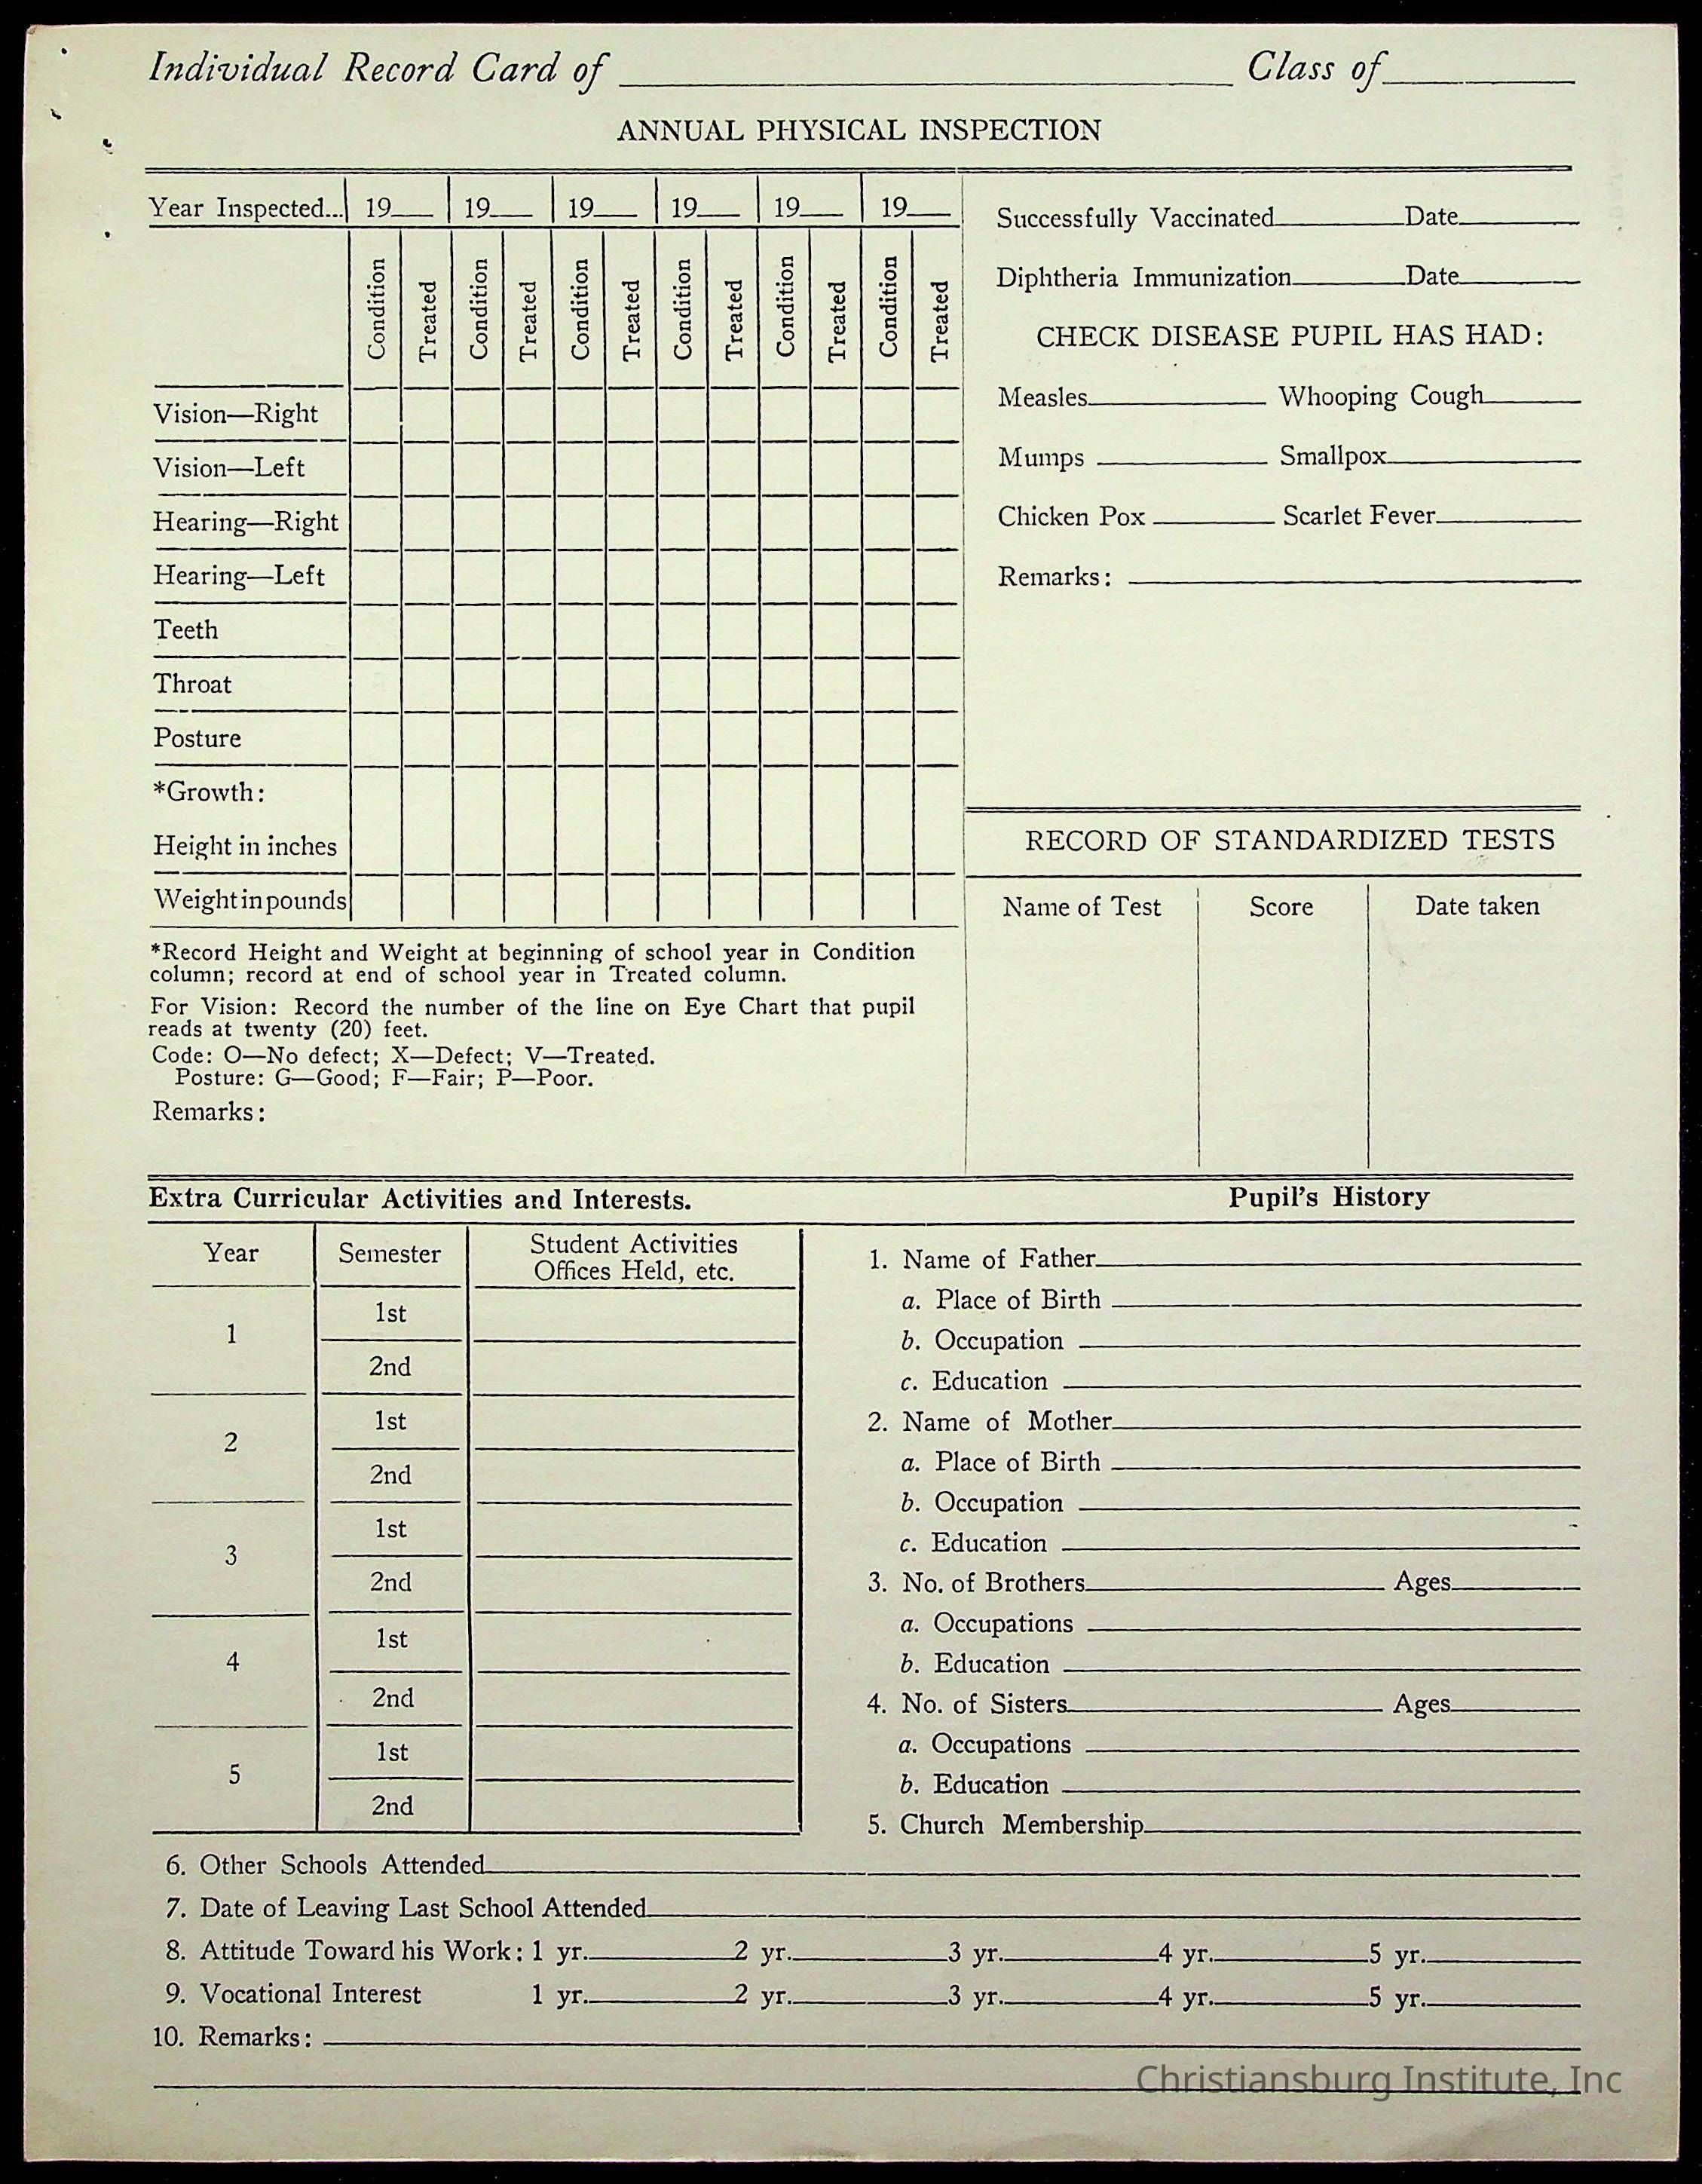 Individual Record Card of Class of
ANNUAL PHYSICAL INSPECTION
Year Inspected... 19 19 19 19 19 19
Condition Treated Condition Treated Condition Treated Condition Treated Condition Treated Condition Treated
Vision—Right
Vision—Left
Hearing—Right
Hearing—Left
Teeth
Throat
Posture
*Growth:
Height in inches
Weight in pounds
*Record Height and Weight at beginning of school year in Condition
column; record at end of school year in Treated column.
For Vision: Record the number of the line on Eye Chart that pupil
reads at twenty (20) feet.
Code: O—No defect; X—Defect; V—Treated.
Posture: G—Good; F—Fair; P—Poor.
Remarks:
Successfully Vaccinated Date
Diphtheria Immunization Date
CHECK DISEASE PUPIL HAS HAD:
Measles Whooping Cough
Mumps Smallpox
Chicken Pox Scarlet Fever
Remarks:
RECORD OF STANDARDIZED TESTS
Name of Test Score Date taken
Extra Curricular Activities and Interests.
Year Semester Student Activities
Offices Held, etc.
1 1st
2nd
2 1st
2nd
3 1st
2nd
4 1st
2nd
5 1st
2nd
Pupil's History
1. Name of Father
a. Place of Birth
b. Occupation
c. Education
2. Name of Mother
a. Place of Birth
b. Occupation
c. Education
3. No. of Brothers Ages
a. Occupations
b. Education
4. No. of Sisters Ages
a. Occupations
b. Education
5. Church Membership
6. Other Schools Attended
7. Date of Leaving Last School Attended
8. Attitude Toward his Work: 1 yr. 2 yr. 3 yr. 4 yr. 5 yr.
9. Vocational Interest 1 yr. 2 yr. 3 yr. 4 yr. 5 yr.
10. Remarks:
Christiansburg Institute, Inc